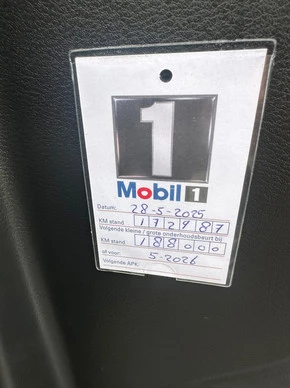 1
Mobil 1
Datum: 28-5-2025
KM stand 172987
Volgende kleine / grote onderhoudsbeurt bij
KM stand 188000
of voor: 5-2026
Volgende APK: